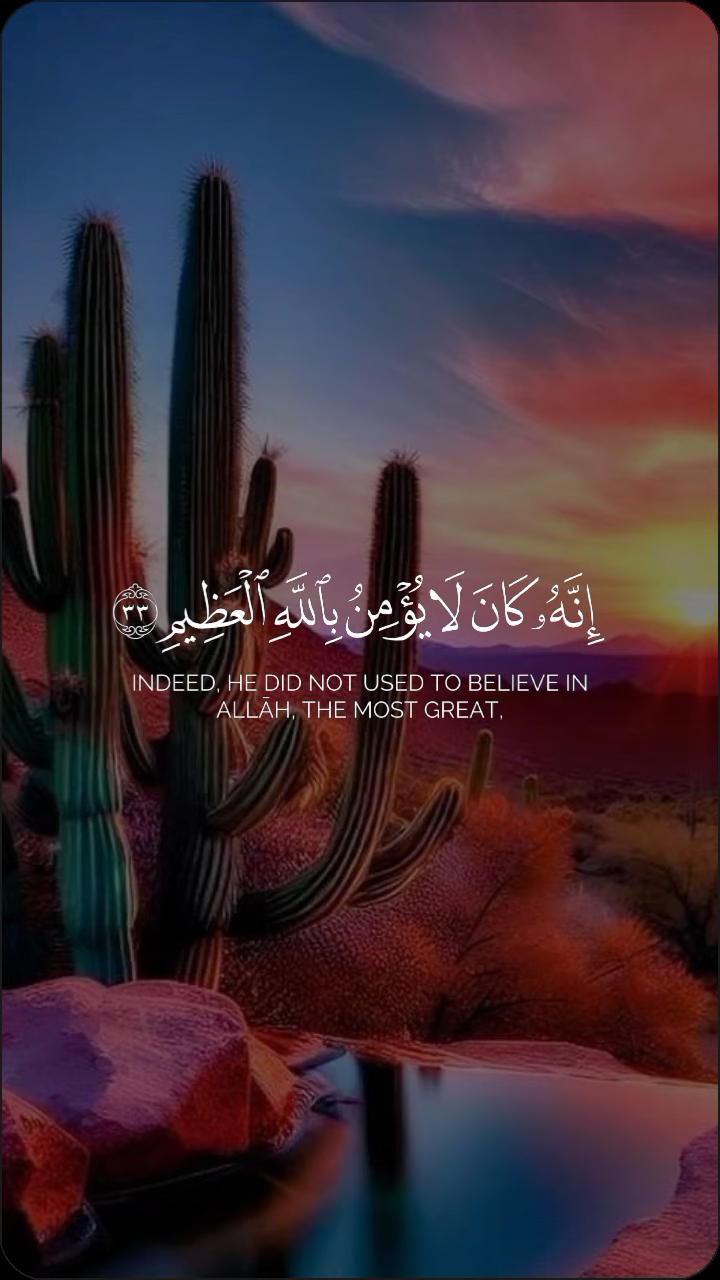 إِنَّهُۥ كَانَ لَا يُؤْمِنُ بِٱللَّهِ ٱلْعَظِيمِ ٣٣
INDEED, HE DID NOT USED TO BELIEVE IN
ALLĀH, THE MOST GREAT,